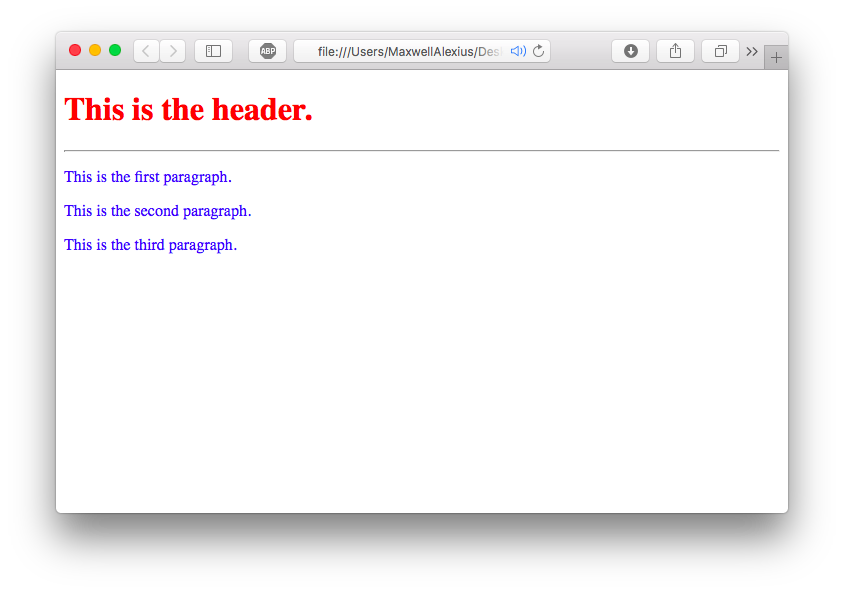 ABP
file:///Users/MaxwellAlexius/Des
This is the header.
This is the first paragraph.
This is the second paragraph.
This is the third paragraph.